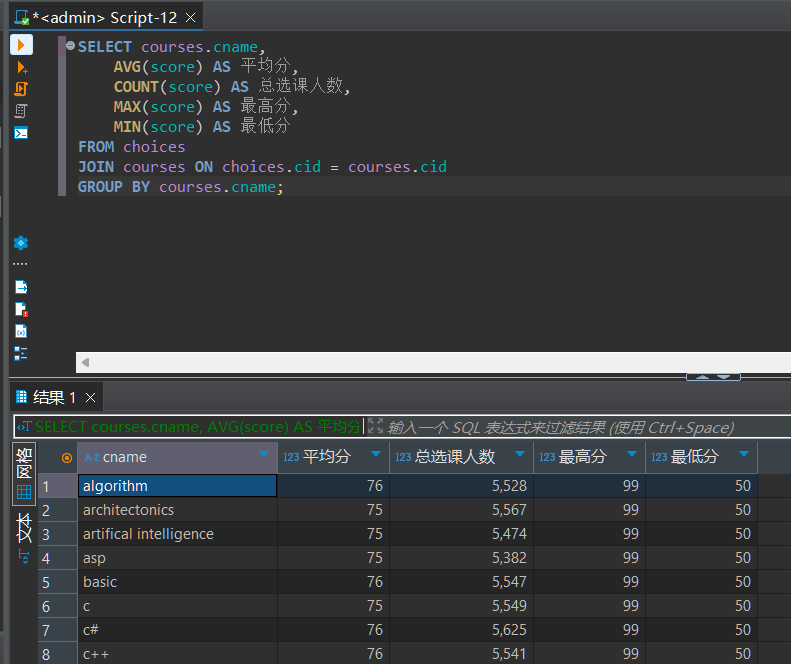 *<admin> Script-12
SELECT courses.cname,
AVG(score) AS 平均分,
COUNT(score) AS 总选课人数,
MAX(score) AS 最高分,
MIN(score) AS 最低分
FROM choices
JOIN courses ON choices.cid = courses.cid
GROUP BY courses.cname;
结果 1
SELECT courses.cname, AVG(score) AS 平均分 输入一个 SQL 表达式来过滤结果 (使用 Ctrl+Space)
网格
文本
A-Z cname 123 平均分 123 总选课人数 123 最高分 123 最低分
1 algorithm 76 5,528 99 50
2 architectonics 75 5,567 99 50
3 artifical intelligence 75 5,474 99 50
4 asp 75 5,382 99 50
5 basic 76 5,547 99 50
6 c 75 5,549 99 50
7 c# 76 5,625 99 50
8 c++ 76 5,541 99 50